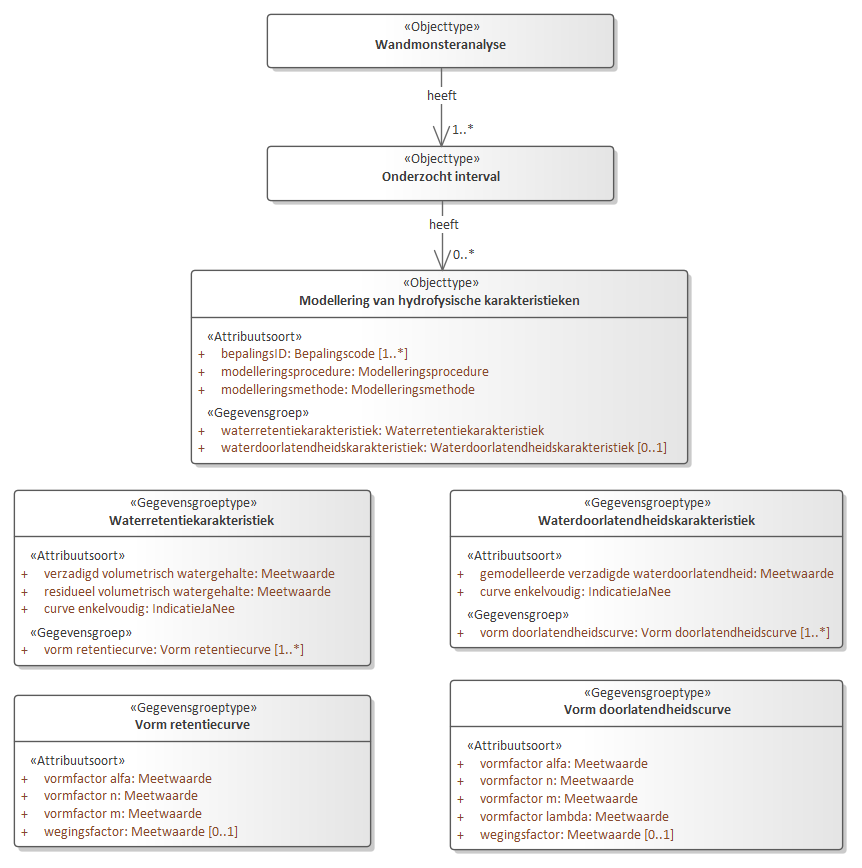 «Objecttype»
Wandmonsteranalyse
heeft
1..*
«Objecttype»
Onderzocht interval
heeft
0..*
«Objecttype»
Modellering van hydrofysische karakteristieken
«Attribuutsoort»
+ bepalingsID: Bepalingscode [1..*]
+ modelleringsprocedure: Modelleringsprocedure
+ modelleringsmethode: Modelleringsmethode
«Gegevensgroep»
+ waterretentiekarakteristiek: Waterretentiekarakteristiek
+ waterdoorlatendheidskarakteristiek: Waterdoorlatendheidskarakteristiek [0..1]
«Gegevensgroeptype»
Waterretentiekarakteristiek
«Attribuutsoort»
+ verzadigd volumetrisch watergehalte: Meetwaarde
+ residueel volumetrisch watergehalte: Meetwaarde
+ curve enkelvoudig: IndicatieJaNee
«Gegevensgroep»
+ vorm retentiecurve: Vorm retentiecurve [1..*]
«Gegevensgroeptype»
Waterdoorlatendheidskarakteristiek
«Attribuutsoort»
+ gemodelleerde verzadigde waterdoorlatendheid: Meetwaarde
+ curve enkelvoudig: IndicatieJaNee
«Gegevensgroep»
+ vorm doorlatendheidscurve: Vorm doorlatendheidscurve [1..*]
«Gegevensgroeptype»
Vorm retentiecurve
«Attribuutsoort»
+ vormfactor alfa: Meetwaarde
+ vormfactor n: Meetwaarde
+ vormfactor m: Meetwaarde
+ wegingsfactor: Meetwaarde [0..1]
«Gegevensgroeptype»
Vorm doorlatendheidscurve
«Attribuutsoort»
+ vormfactor alfa: Meetwaarde
+ vormfactor n: Meetwaarde
+ vormfactor m: Meetwaarde
+ vormfactor lambda: Meetwaarde
+ wegingsfactor: Meetwaarde [0..1]